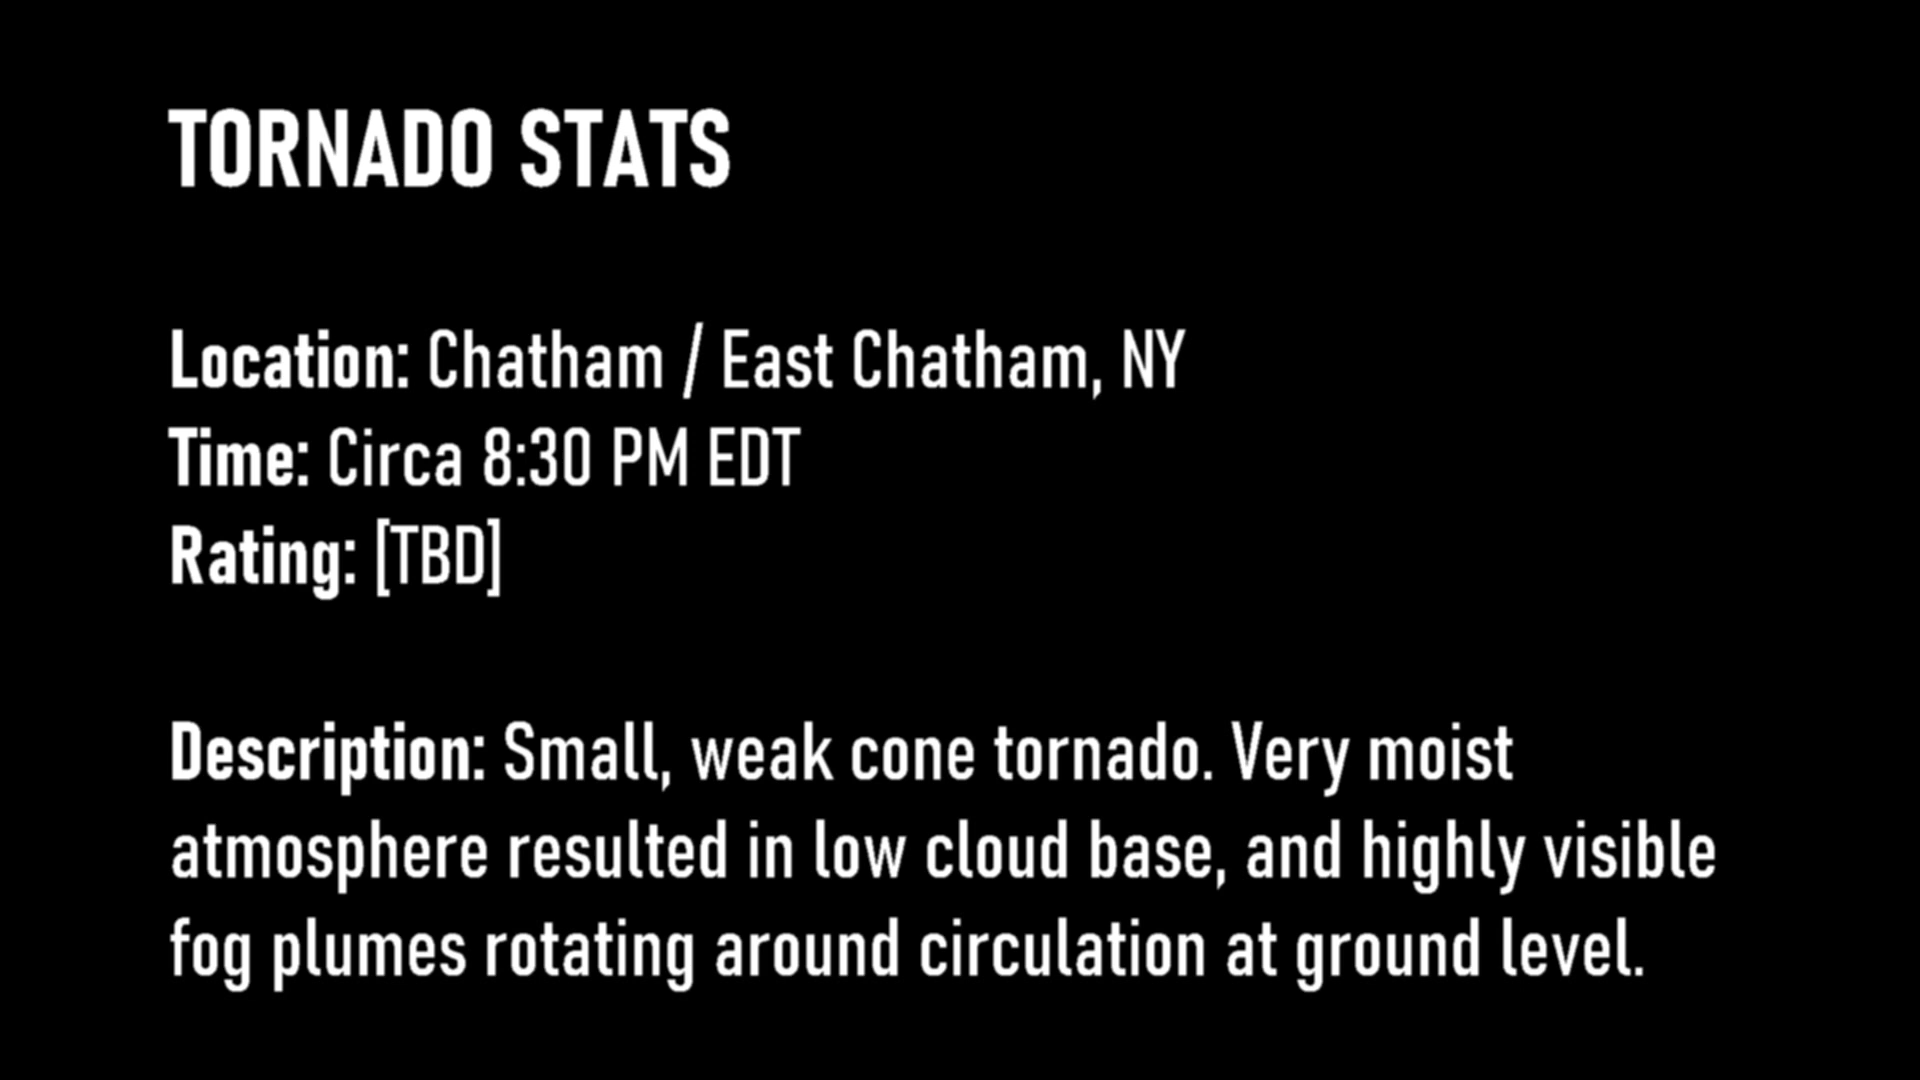 TORNADO STATS
Location: Chatham / East Chatham, NY
Time: Circa 8:30 PM EDT
Rating: [TBD]
Description: Small, weak cone tornado. Very moist
atmosphere resulted in low cloud base, and highly visible
fog plumes rotating around circulation at ground level.